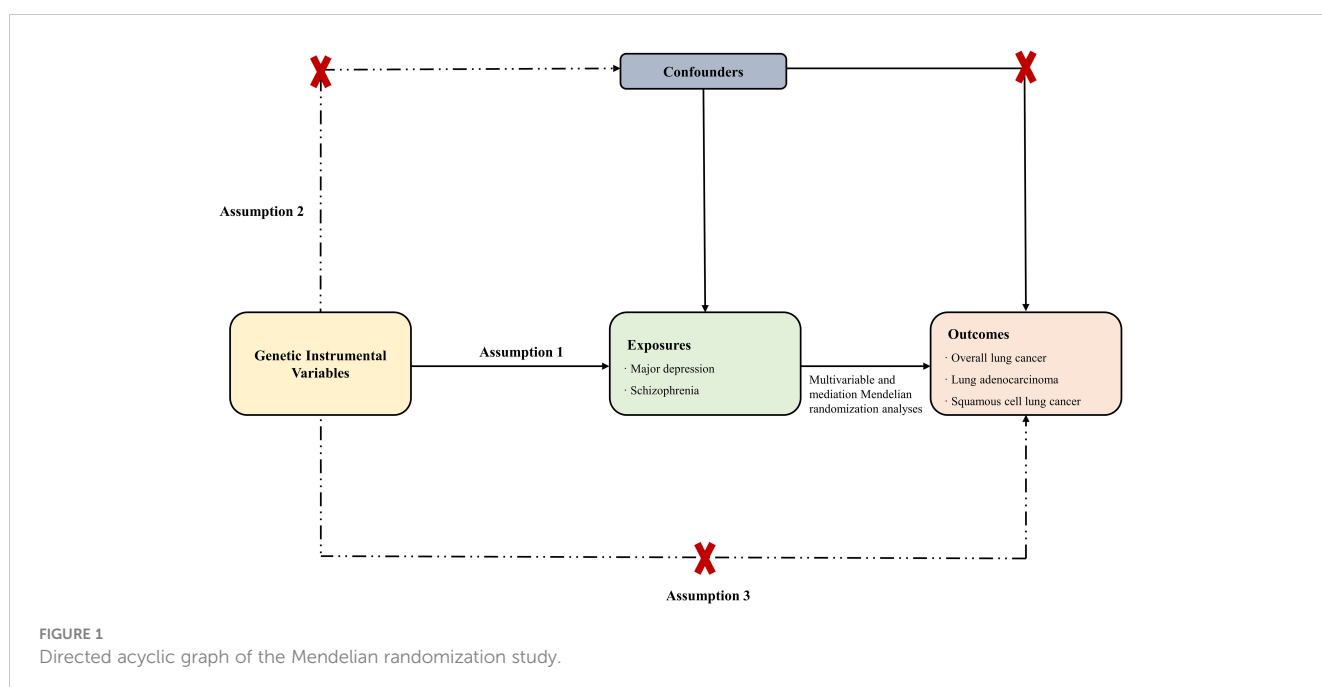 Confounders
Assumption 2
Genetic Instrumental
Variables
Assumption 1
Exposures
· Major depression
· Schizophrenia
Multivariable and
mediation Mendelian
randomization analyses
Outcomes
· Overall lung cancer
· Lung adenocarcinoma
· Squamous cell lung cancer
Assumption 3
FIGURE 1
Directed acyclic graph of the Mendelian randomization study.